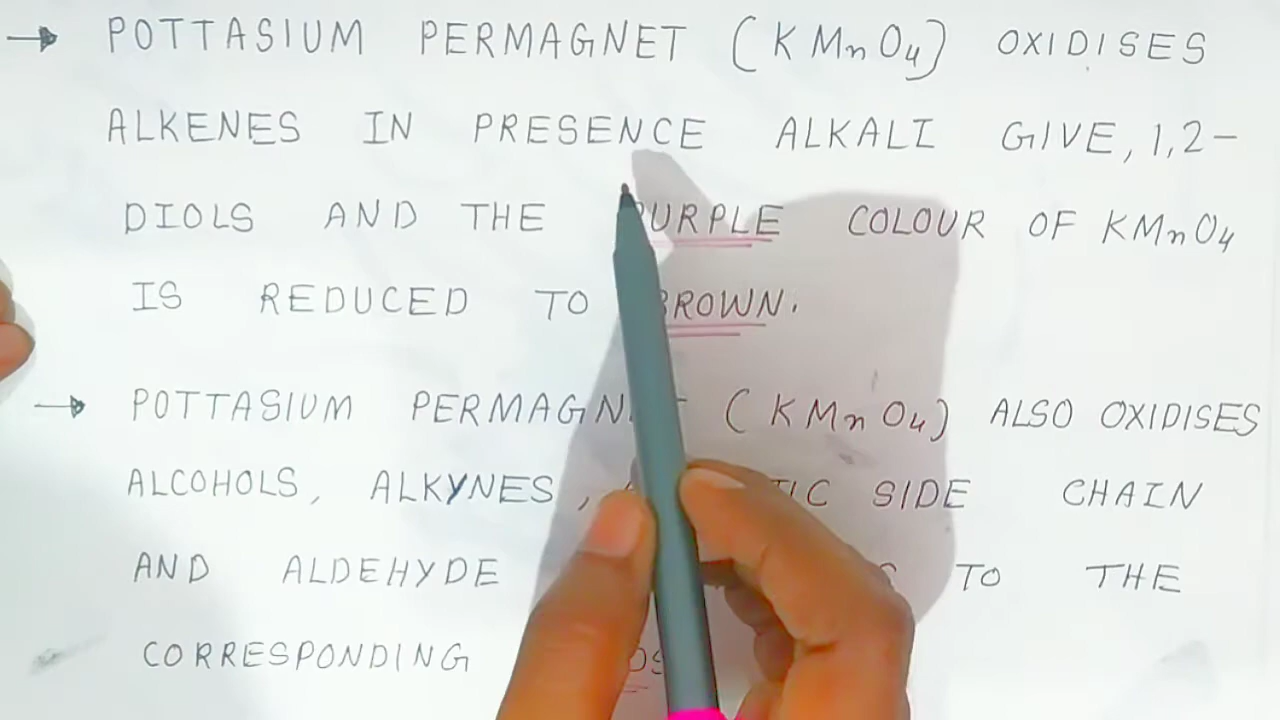 → POTTASIUM PERMAGNET (KMnO4) OXIDISES
ALKENES IN PRESENCE ALKALI GIVE, 1,2-
DIOLS AND THE PURPLE COLOUR OF KMnO4
IS REDUCED TO BROWN.
→ POTTASIUM (KMnO4) ALSO OXIDISES
ALCOHOLS, ALKYNES, SIDE CHAIN
AND ALDEHYDE TO THE
CORRESPONDING